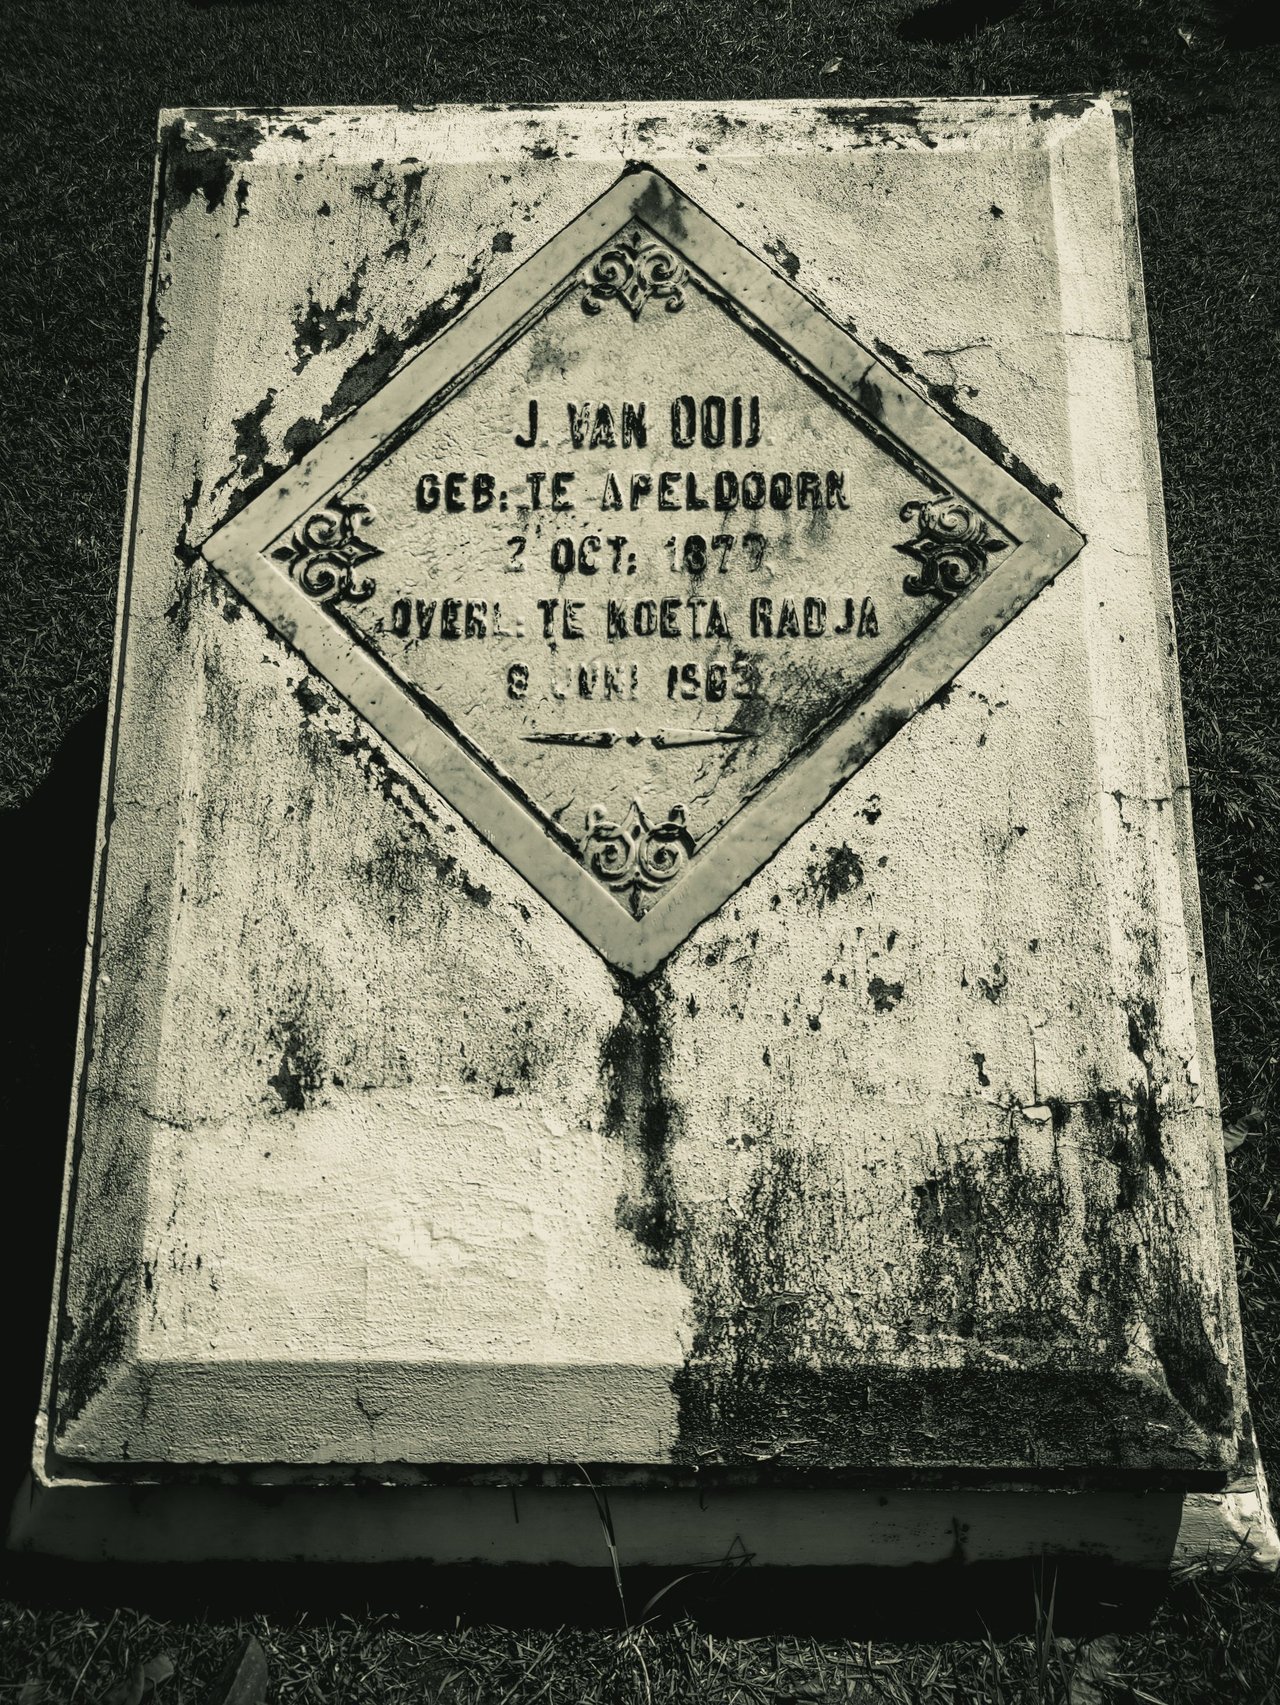 J. VAN OOIJ.
GEB: TE APELDOORN
2 OCT: 1877.
OVERL: TE KOETA RADJA
8 JUNI 1903.